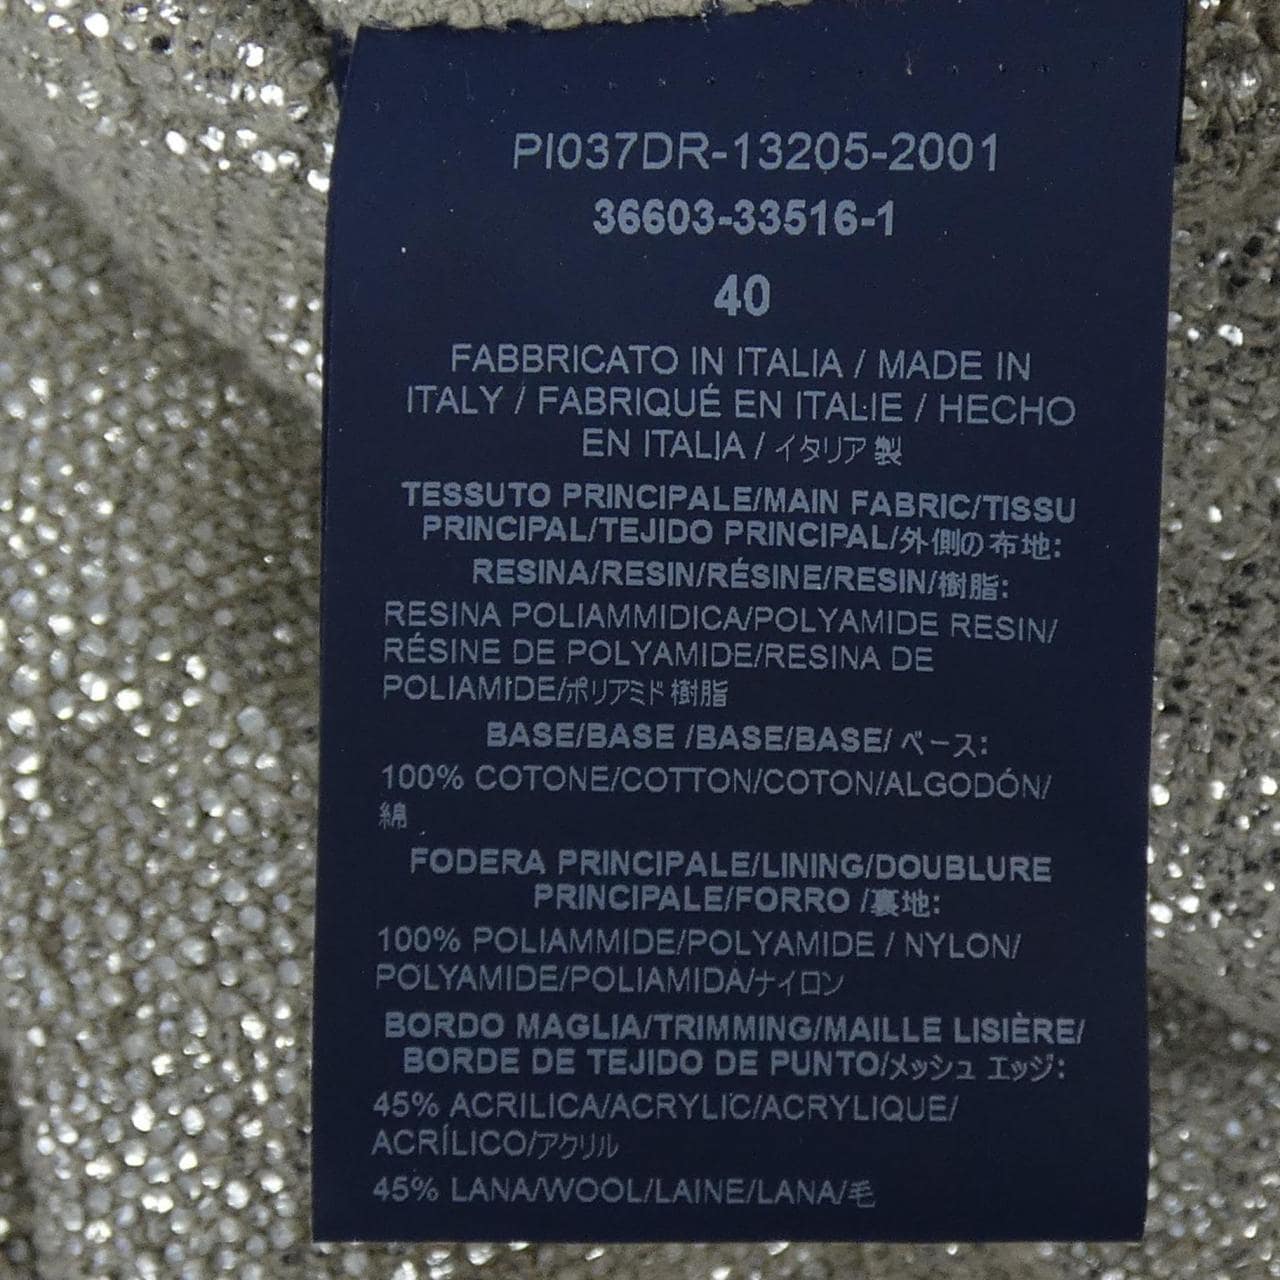 PI037DR-13205-2001
36603-33516-1
40
FABBRICATO IN ITALIA / MADE IN
ITALY / FABRIQUÉ EN ITALIE / HECHO
EN ITALIA / イタリア製
TESSUTO PRINCIPALE/MAIN FABRIC/TISSU
PRINCIPAL/TEJIDO PRINCIPAL/外側の布地:
RESINA/RESIN/RÉSINE/RESIN/樹脂:
RESINA POLIAMMIDICA/POLYAMIDE RESIN/
RÉSINE DE POLYAMIDE/RESINA DE
POLIAMIDE/ポリアミド樹脂
BASE/BASE /BASE/BASE/ ベース:
100% COTONE/COTTON/COTON/ALGODÓN/
綿
FODERA PRINCIPALE/LINING/DOUBLURE
PRINCIPALE/FORRO /裏地:
100% POLIAMMIDE/POLYAMIDE / NYLON/
POLYAMIDE/POLIAMIDA/ナイロン
BORDO MAGLIA/TRIMMING/MAILLE LISIÈRE/
BORDE DE TEJIDO DE PUNTO/メッシュ エッジ:
45% ACRILICA/ACRYLIC/ACRYLIQUE/
ACRÍLICO/アクリル
45% LANA/WOOL/LAINE/LANA/毛